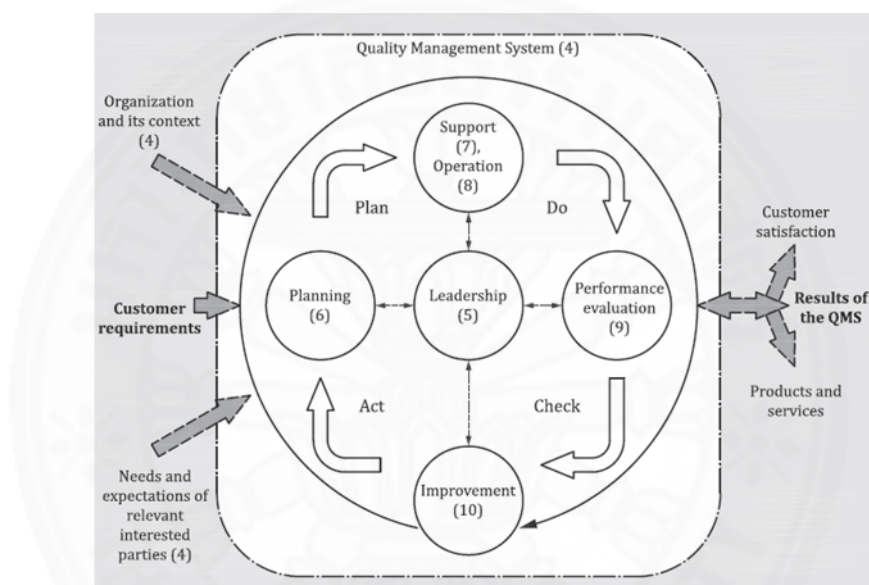 Quality Management System (4)
Organization
and its context
(4)
Support
(7),
Operation
(8)
Plan
Do
Customer
satisfaction
Planning
(6)
Leadership
(5)
Performance
evaluation
(9)
Customer
requirements
Results of
the QMS
Act
Check
Products and
services
Needs and
expectations of
relevant
interested
parties (4)
Improvement
(10)